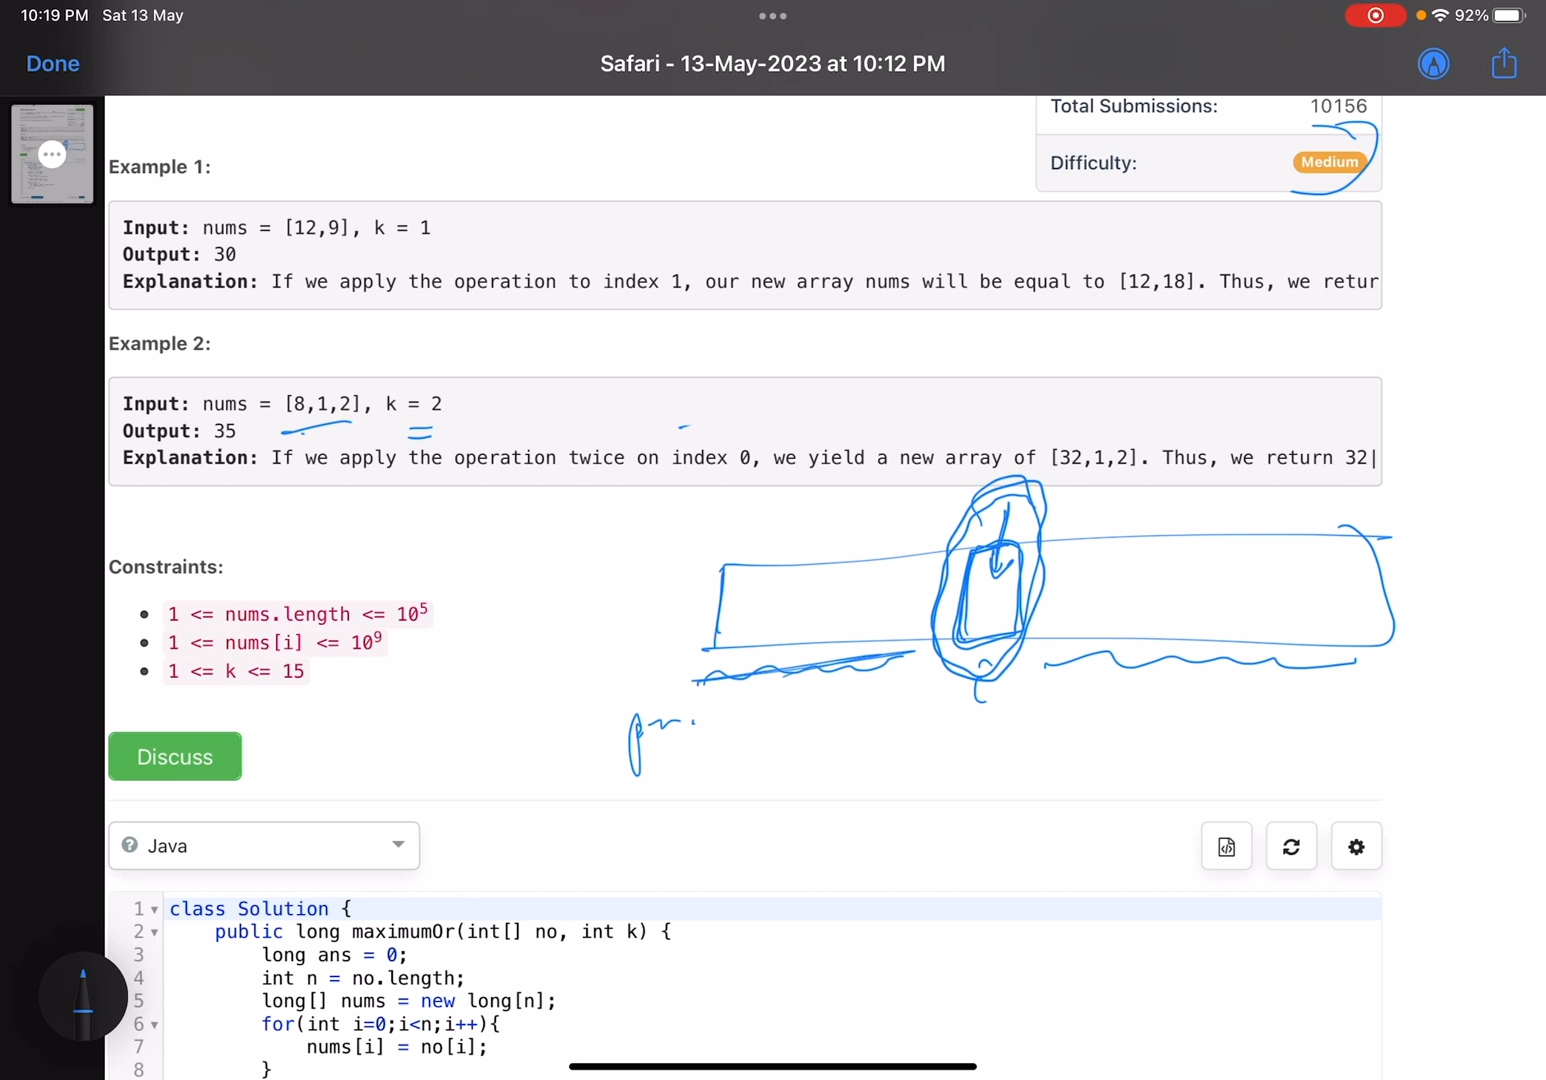 10:19 PM Sat 13 May
92%
Done
Safari - 13-May-2023 at 10:12 PM
Total Submissions: 10156
Difficulty: Medium
Example 1:
Input: nums = [12,9], k = 1
Output: 30
Explanation: If we apply the operation to index 1, our new array nums will be equal to [12,18]. Thus, we retur
Example 2:
Input: nums = [8,1,2], k = 2
Output: 35
Explanation: If we apply the operation twice on index 0, we yield a new array of [32,1,2]. Thus, we return 32|
Constraints:
1 <= nums.length <= 10⁵
1 <= nums[i] <= 10⁹
1 <= k <= 15
Discuss
Java
1 class Solution {
2 public long maximumOr(int[] no, int k) {
3 long ans = 0;
4 int n = no.length;
5 long[] nums = new long[n];
6 for(int i=0;i<n;i++){
7 nums[i] = no[i];
8 }